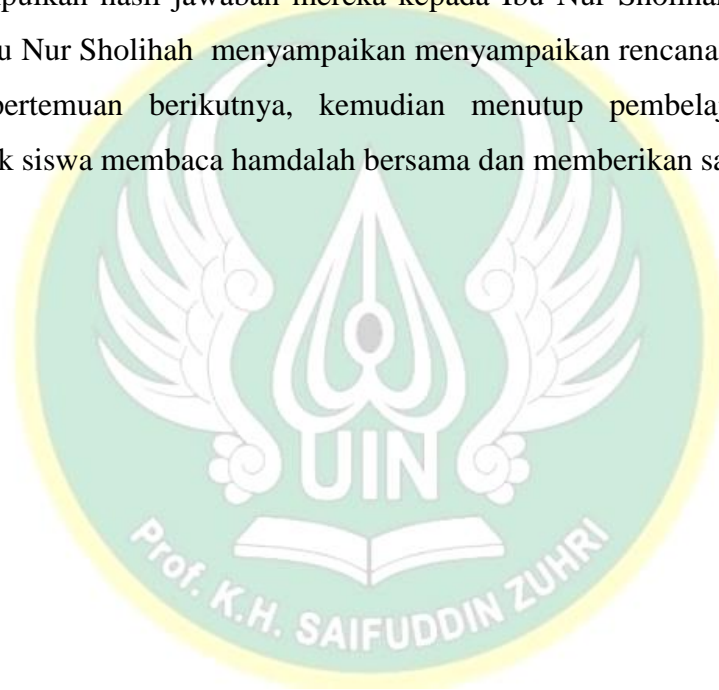 hasil jawaban mereka kepada Ibu Nur
Nur Sholihah menyampaikan menyampaikan rencana
pertemuan berikutnya, kemudian menutup
siswa membaca hamdalah bersama dan memberikan
UIN
Prof. K.H. SAIFUDDIN ZUHRI